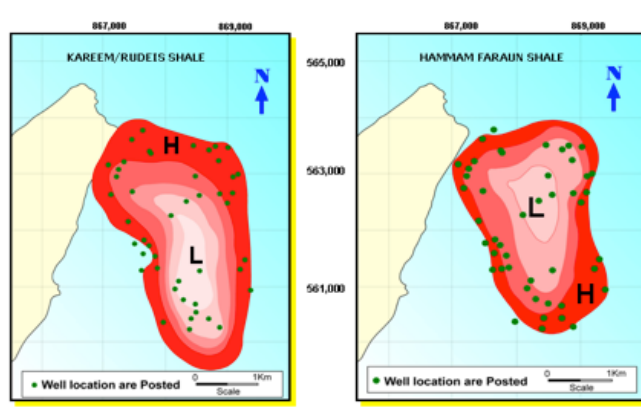 867,000 869,000
KAREEM/RUDEIS SHALE
N
H
L
Well location are Posted
0 1Km
Scale
565,000
563,000
561,000
867,000 869,000
HAMMAM FARAUN SHALE
N
L
H
Well location are Posted
0 1Km
Scale